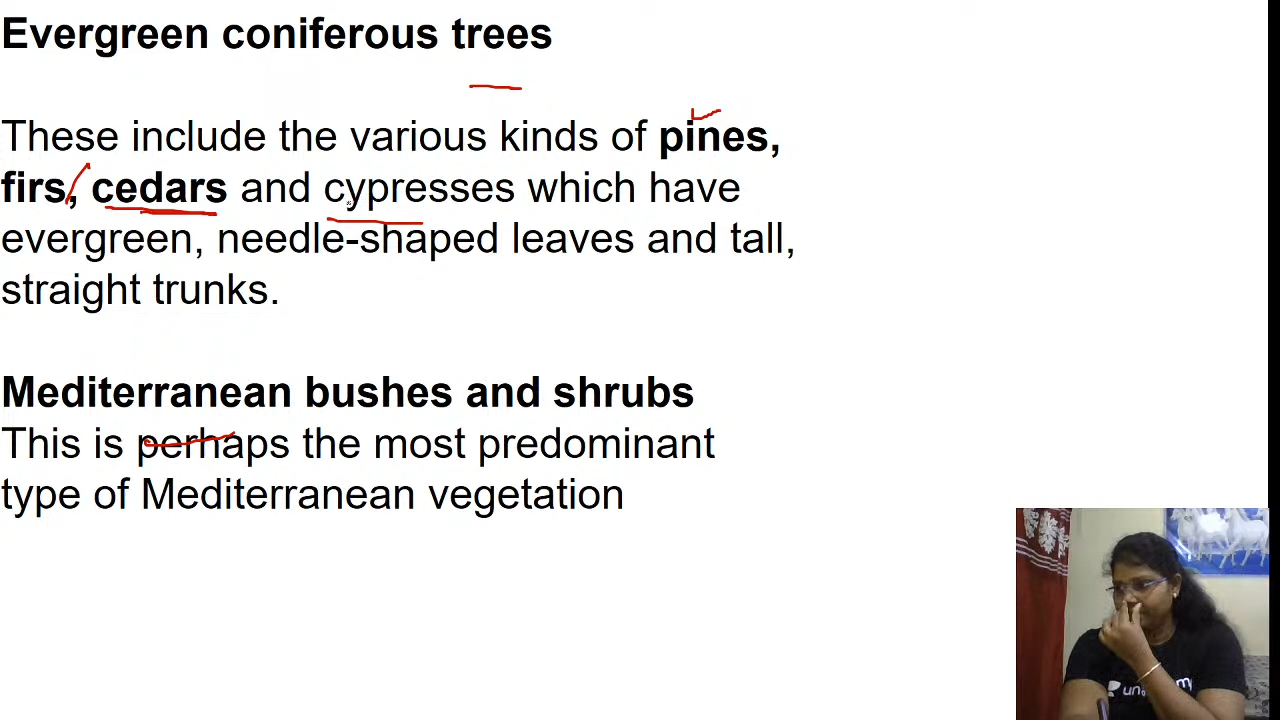 Evergreen coniferous trees
These include the various kinds of pines,
firs, cedars and cypresses which have
evergreen, needle-shaped leaves and tall,
straight trunks.
Mediterranean bushes and shrubs
This is perhaps the most predominant
type of Mediterranean vegetation